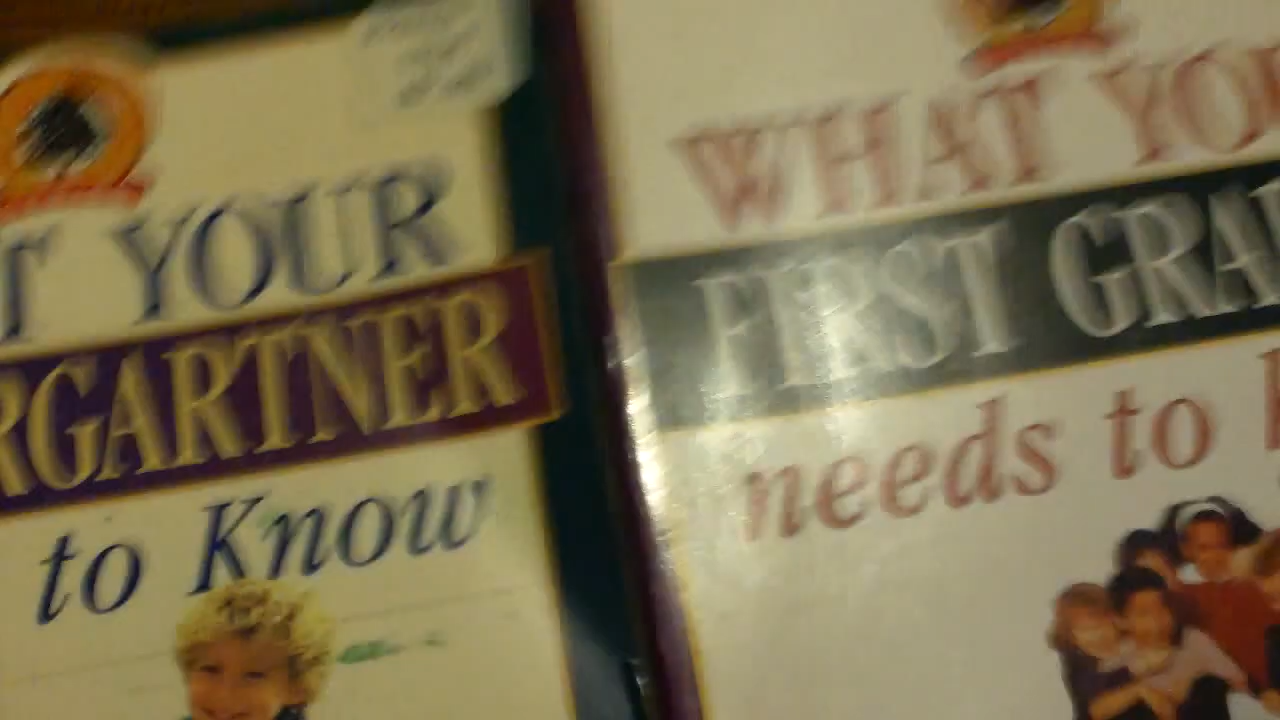 T YOUR
RGARTNER
to Know
WHAT YO
FIRST GRA
needs to